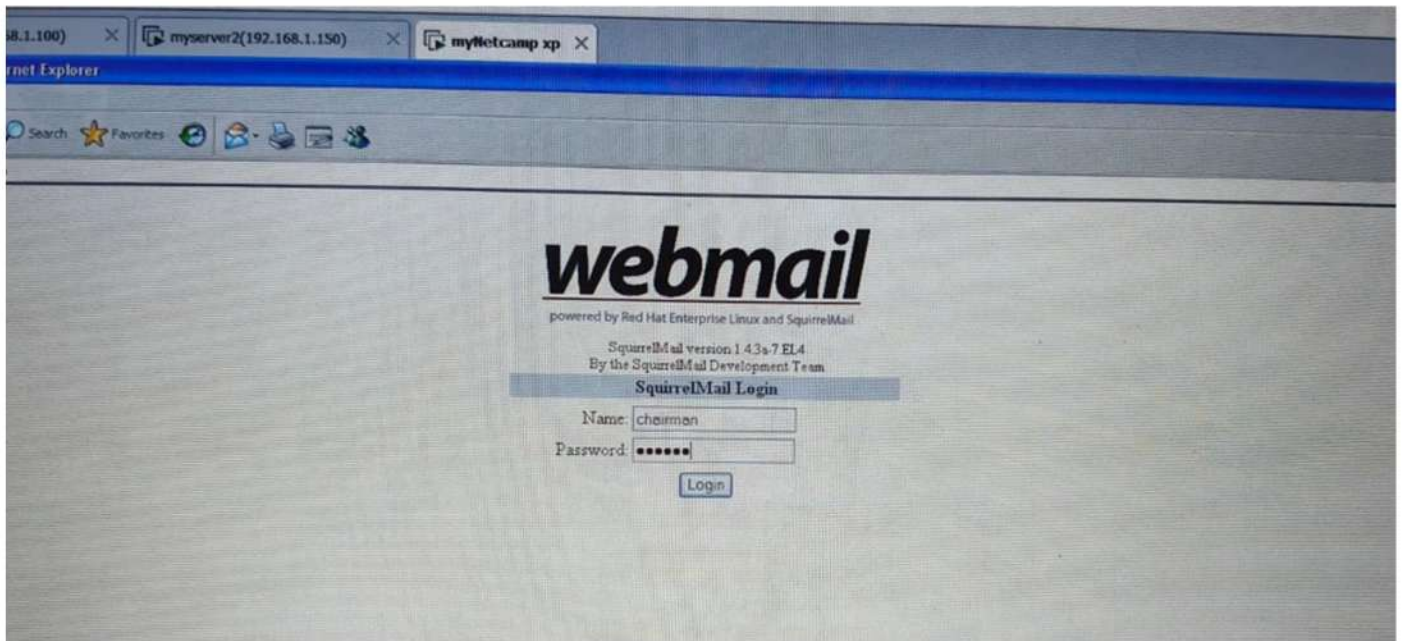 8.1.100) myserver2(192.168.1.150) myNetcamp xp
rnet Explorer
Search Favorites
webmail
powered by Red Hat Enterprise Linux and SquirrelMail
SquirrelMail version 1.4.3a-7.EL4
By the SquirrelMail Development Team
SquirrelMail Login
Name: chairman
Password: ••••••
Login